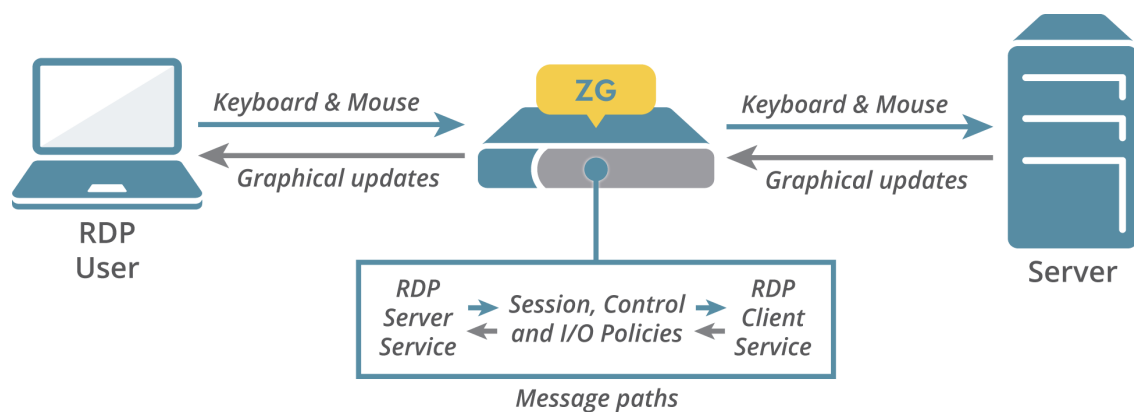 ZG
Keyboard & Mouse
Keyboard & Mouse
Graphical updates
Graphical updates
RDP
User
Server
RDP
Server
Service
Session, Control
and I/O Policies
RDP
Client
Service
Message paths